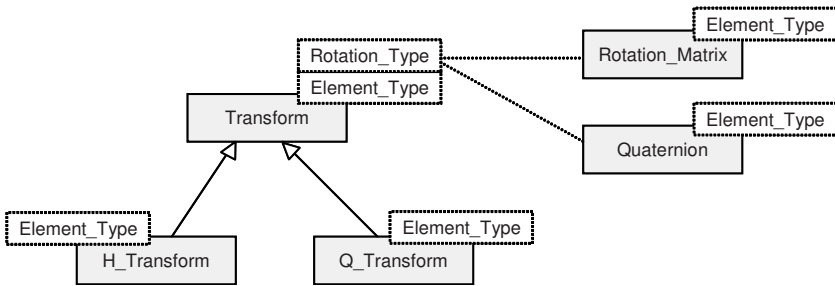 Element_Type
Rotation_Type
Rotation_Matrix
Element_Type
Transform
Element_Type
Quaternion
Element_Type
Element_Type
H_Transform
Q_Transform